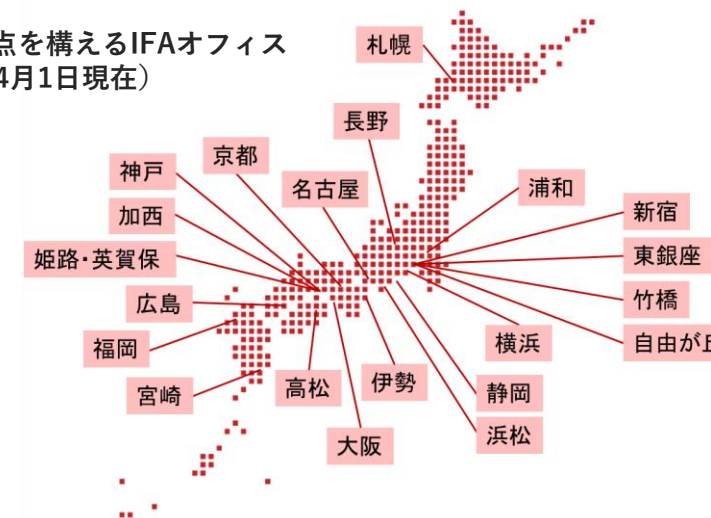 点を構えるIFAオフィス
4月1日現在）
札幌
長野
京都
神戸
名古屋
浦和
加西
新宿
姫路・英賀保
東銀座
広島
竹橋
福岡
横浜
自由が丘
宮崎
高松
伊勢
静岡
浜松
大阪